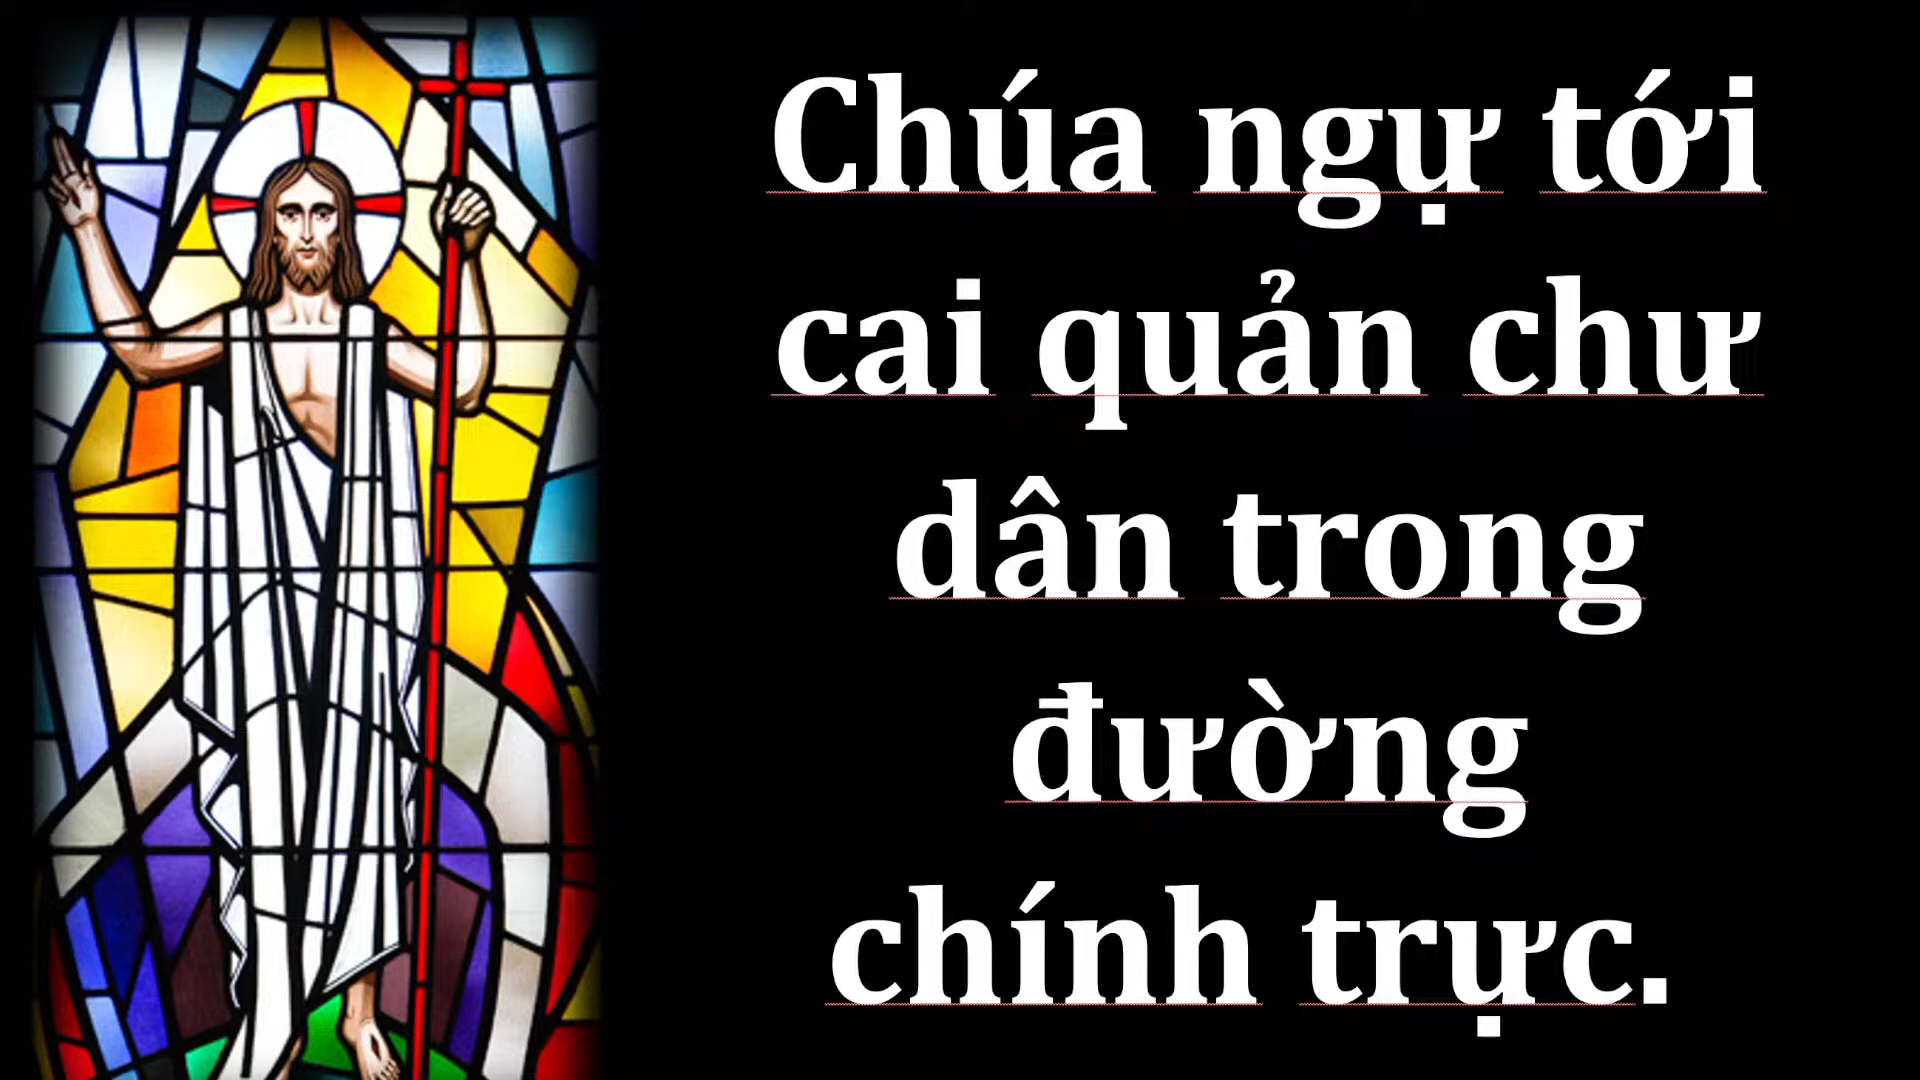 Chúa ngự tới
cai quản chư
dân trong
đường
chính trực.